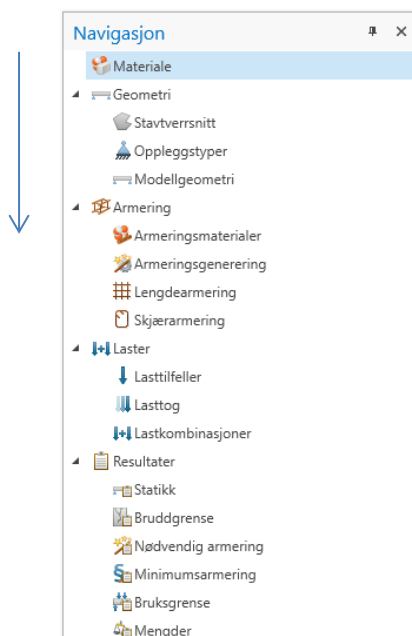 Navigasjon
Materiale
Geometri
Stavtverrsnitt
Oppleggstyper
Modellgeometri
Armering
Armeringsmaterialer
Armeringsgenerering
Lengdearmering
Skjærarmering
Laster
Lasttilfeller
Lasttog
Lastkombinasjoner
Resultater
Statikk
Bruddgrense
Nødvendig armering
Minimumsarmering
Bruksgrense
Mengder